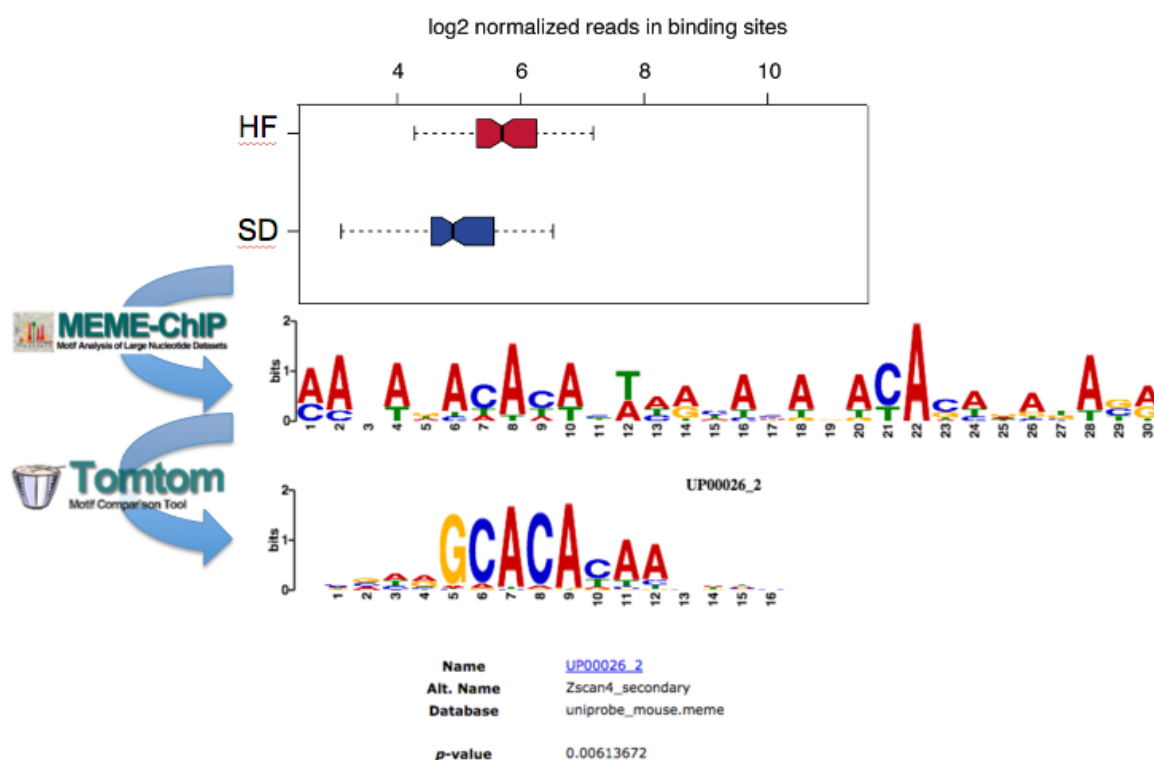 log2 normalized reads in binding sites
4 6 8 10
HF
SD
MEME-ChIP
Motif Analysis of Large Nucleotide Datasets
2
1
0
bits
1 2 3 4 5 6 7 8 9 10 11 12 13 14 15 16 17 18 19 20 21 22 23 24 25 26 27 28 29 30
Tomtom
Motif Comparison Tool
UP00026_2
2
1
0
bits
GCACACAA
1 2 3 4 5 6 7 8 9 10 11 12 13 14 15 16
Name UP00026_2
Alt. Name Zscan4_secondary
Database uniprobe_mouse.meme
p-value 0.00613672